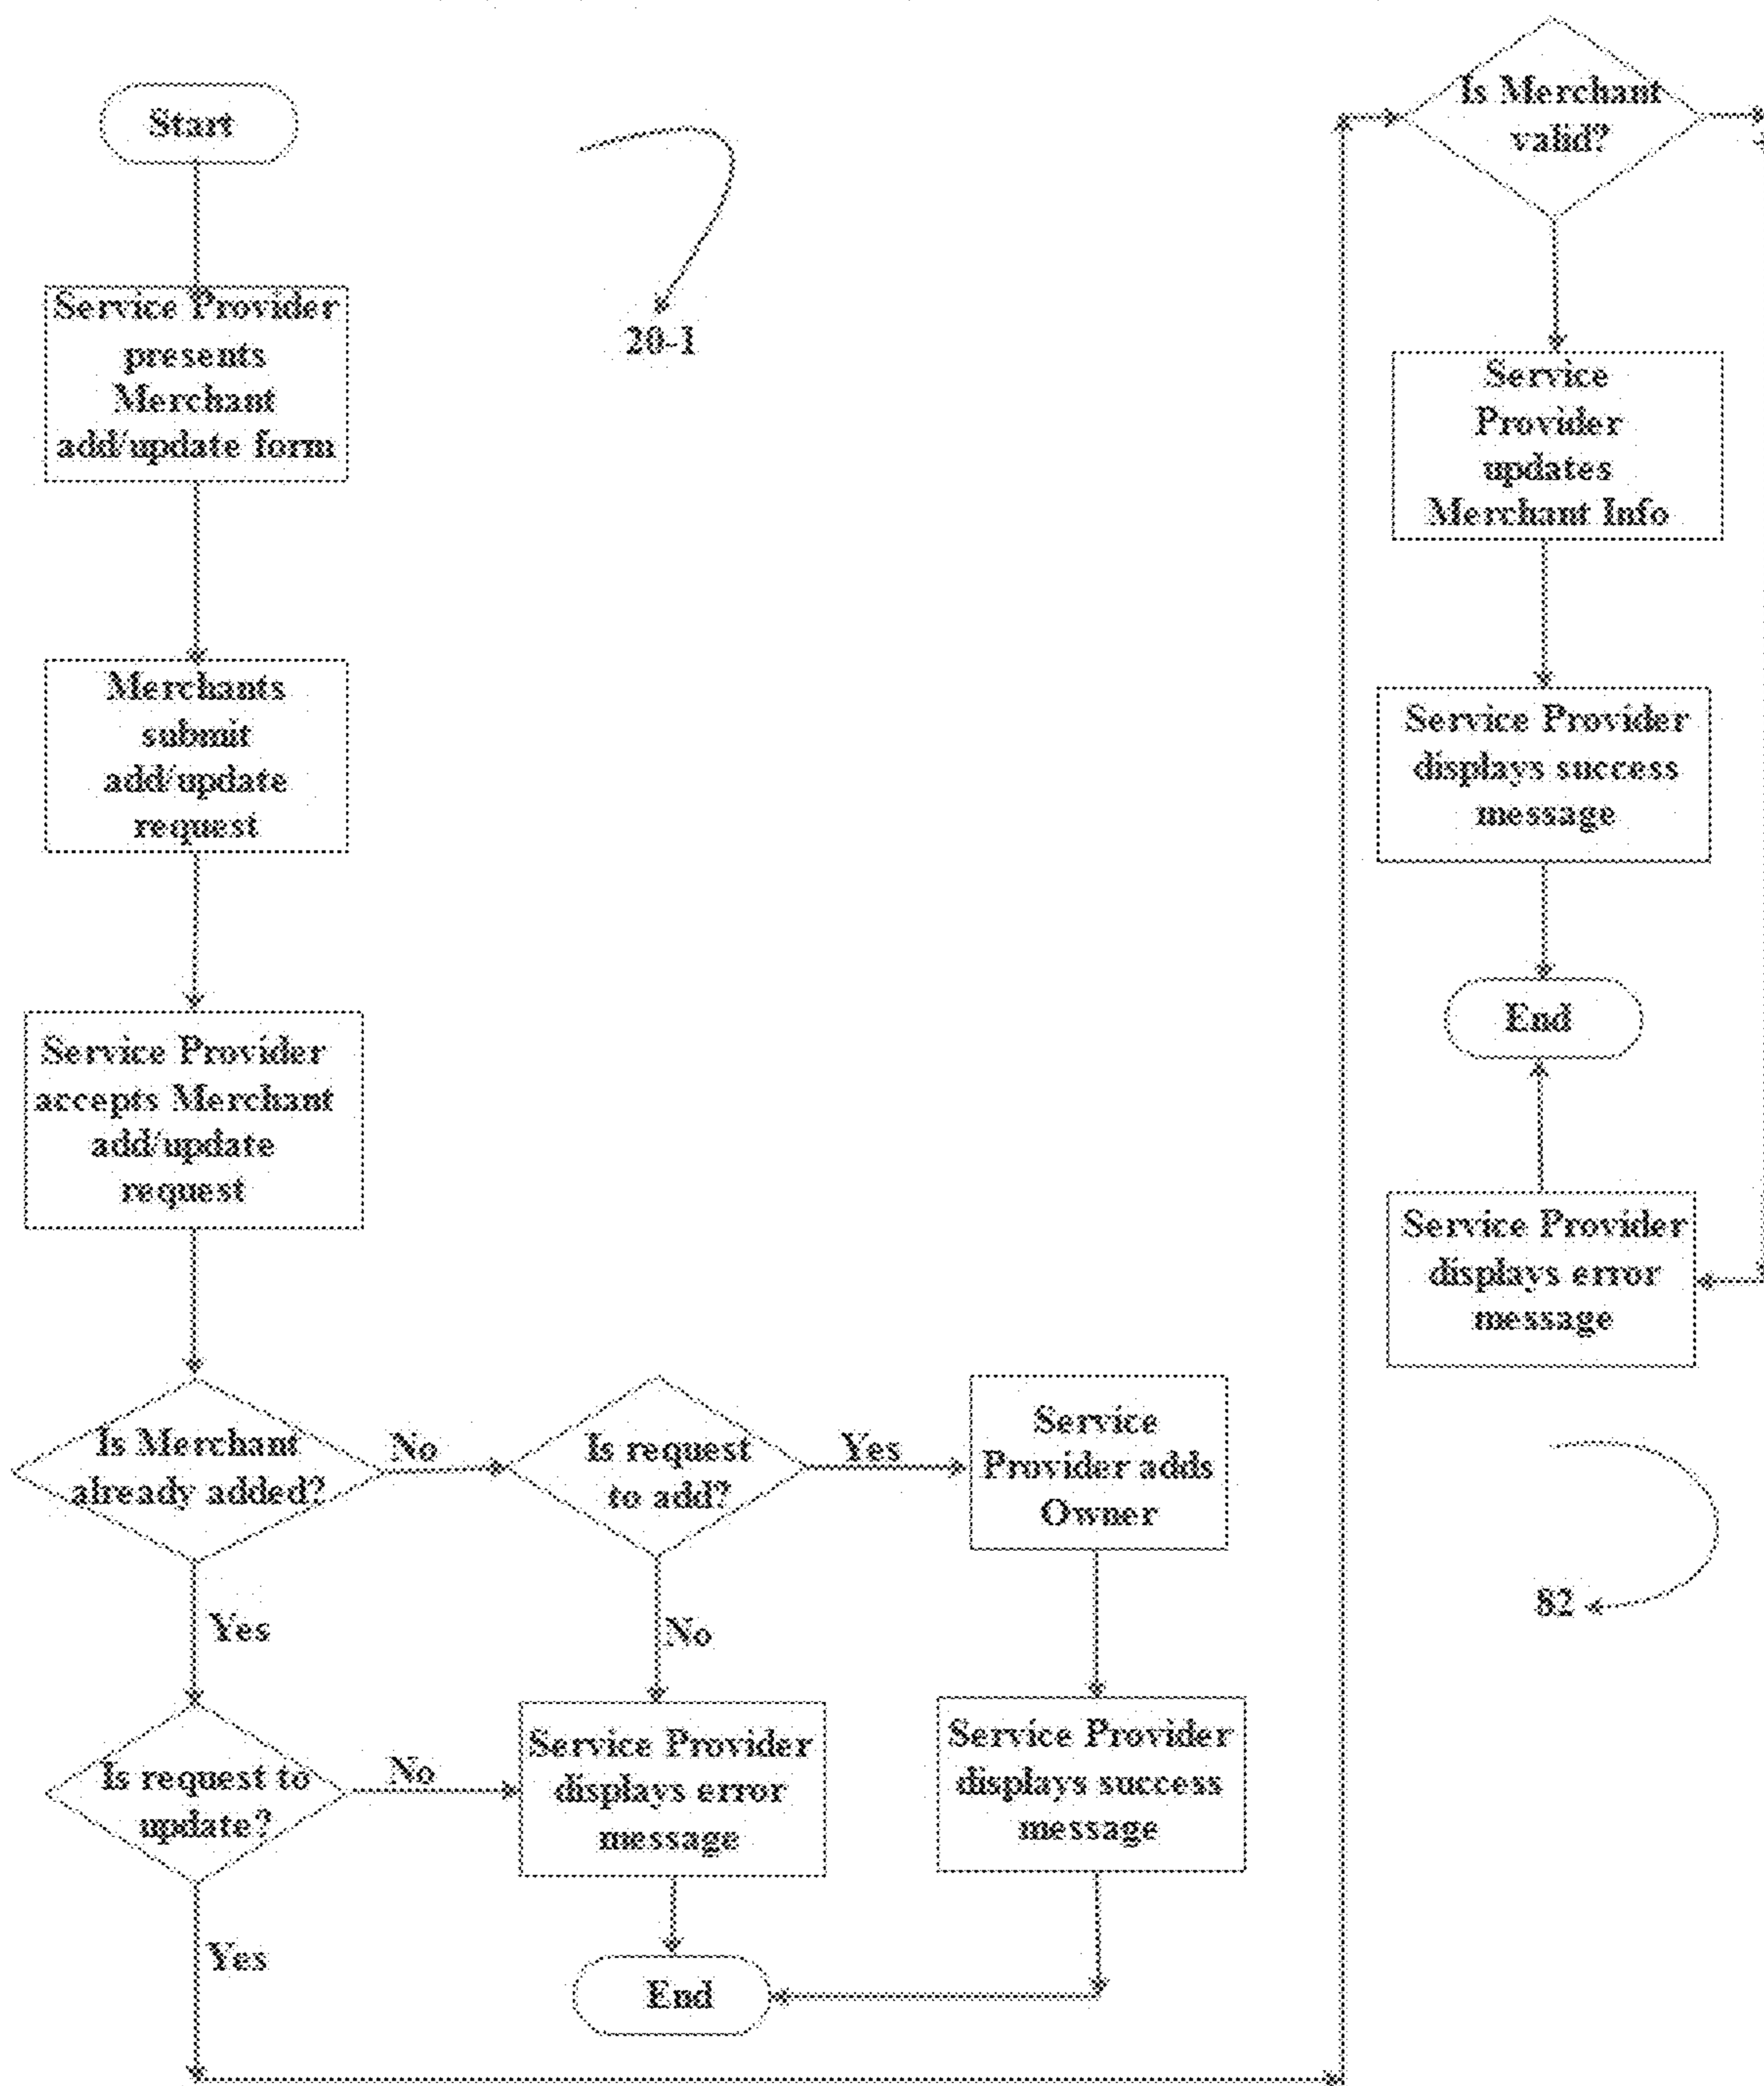 Start
20-1
Service Provider
presents
Merchant
add/update form
Merchants
submit
add/update
request
Service Provider
accepts Merchant
add/update
request
Is Merchant
already added?
No
Is request
to add?
Yes
Service
Provider adds
Owner
Yes
No
Is request to
update?
No
Service Provider
displays error
message
Service Provider
displays success
message
Yes
End
Is Merchant
valid?
Service
Provider
updates
Merchant Info
Service Provider
displays success
message
End
Service Provider
displays error
message
82